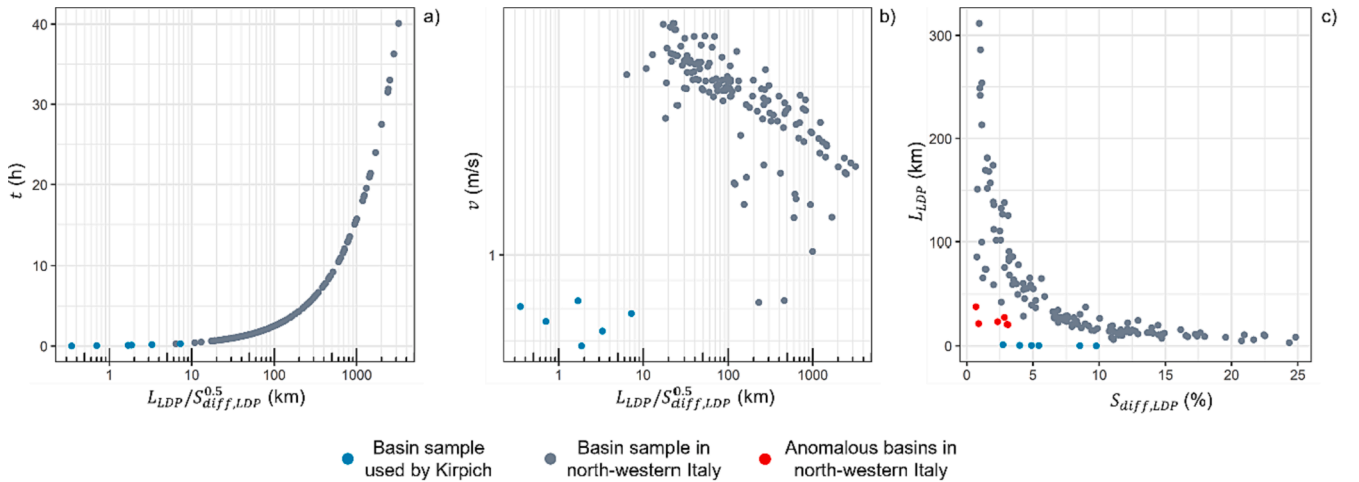 a)
40
30
20
10
0
t (h)
1
10
100
1000
L_LDP/S^0.5_diff,LDP (km)
b)
1
v (m/s)
1
10
100
1000
L_LDP/S^0.5_diff,LDP (km)
c)
300
200
100
0
L_LDP (km)
0
5
10
15
20
25
S_diff,LDP (%)
Basin sample
used by Kirpich
Basin sample in
north-western Italy
Anomalous basins in
north-western Italy